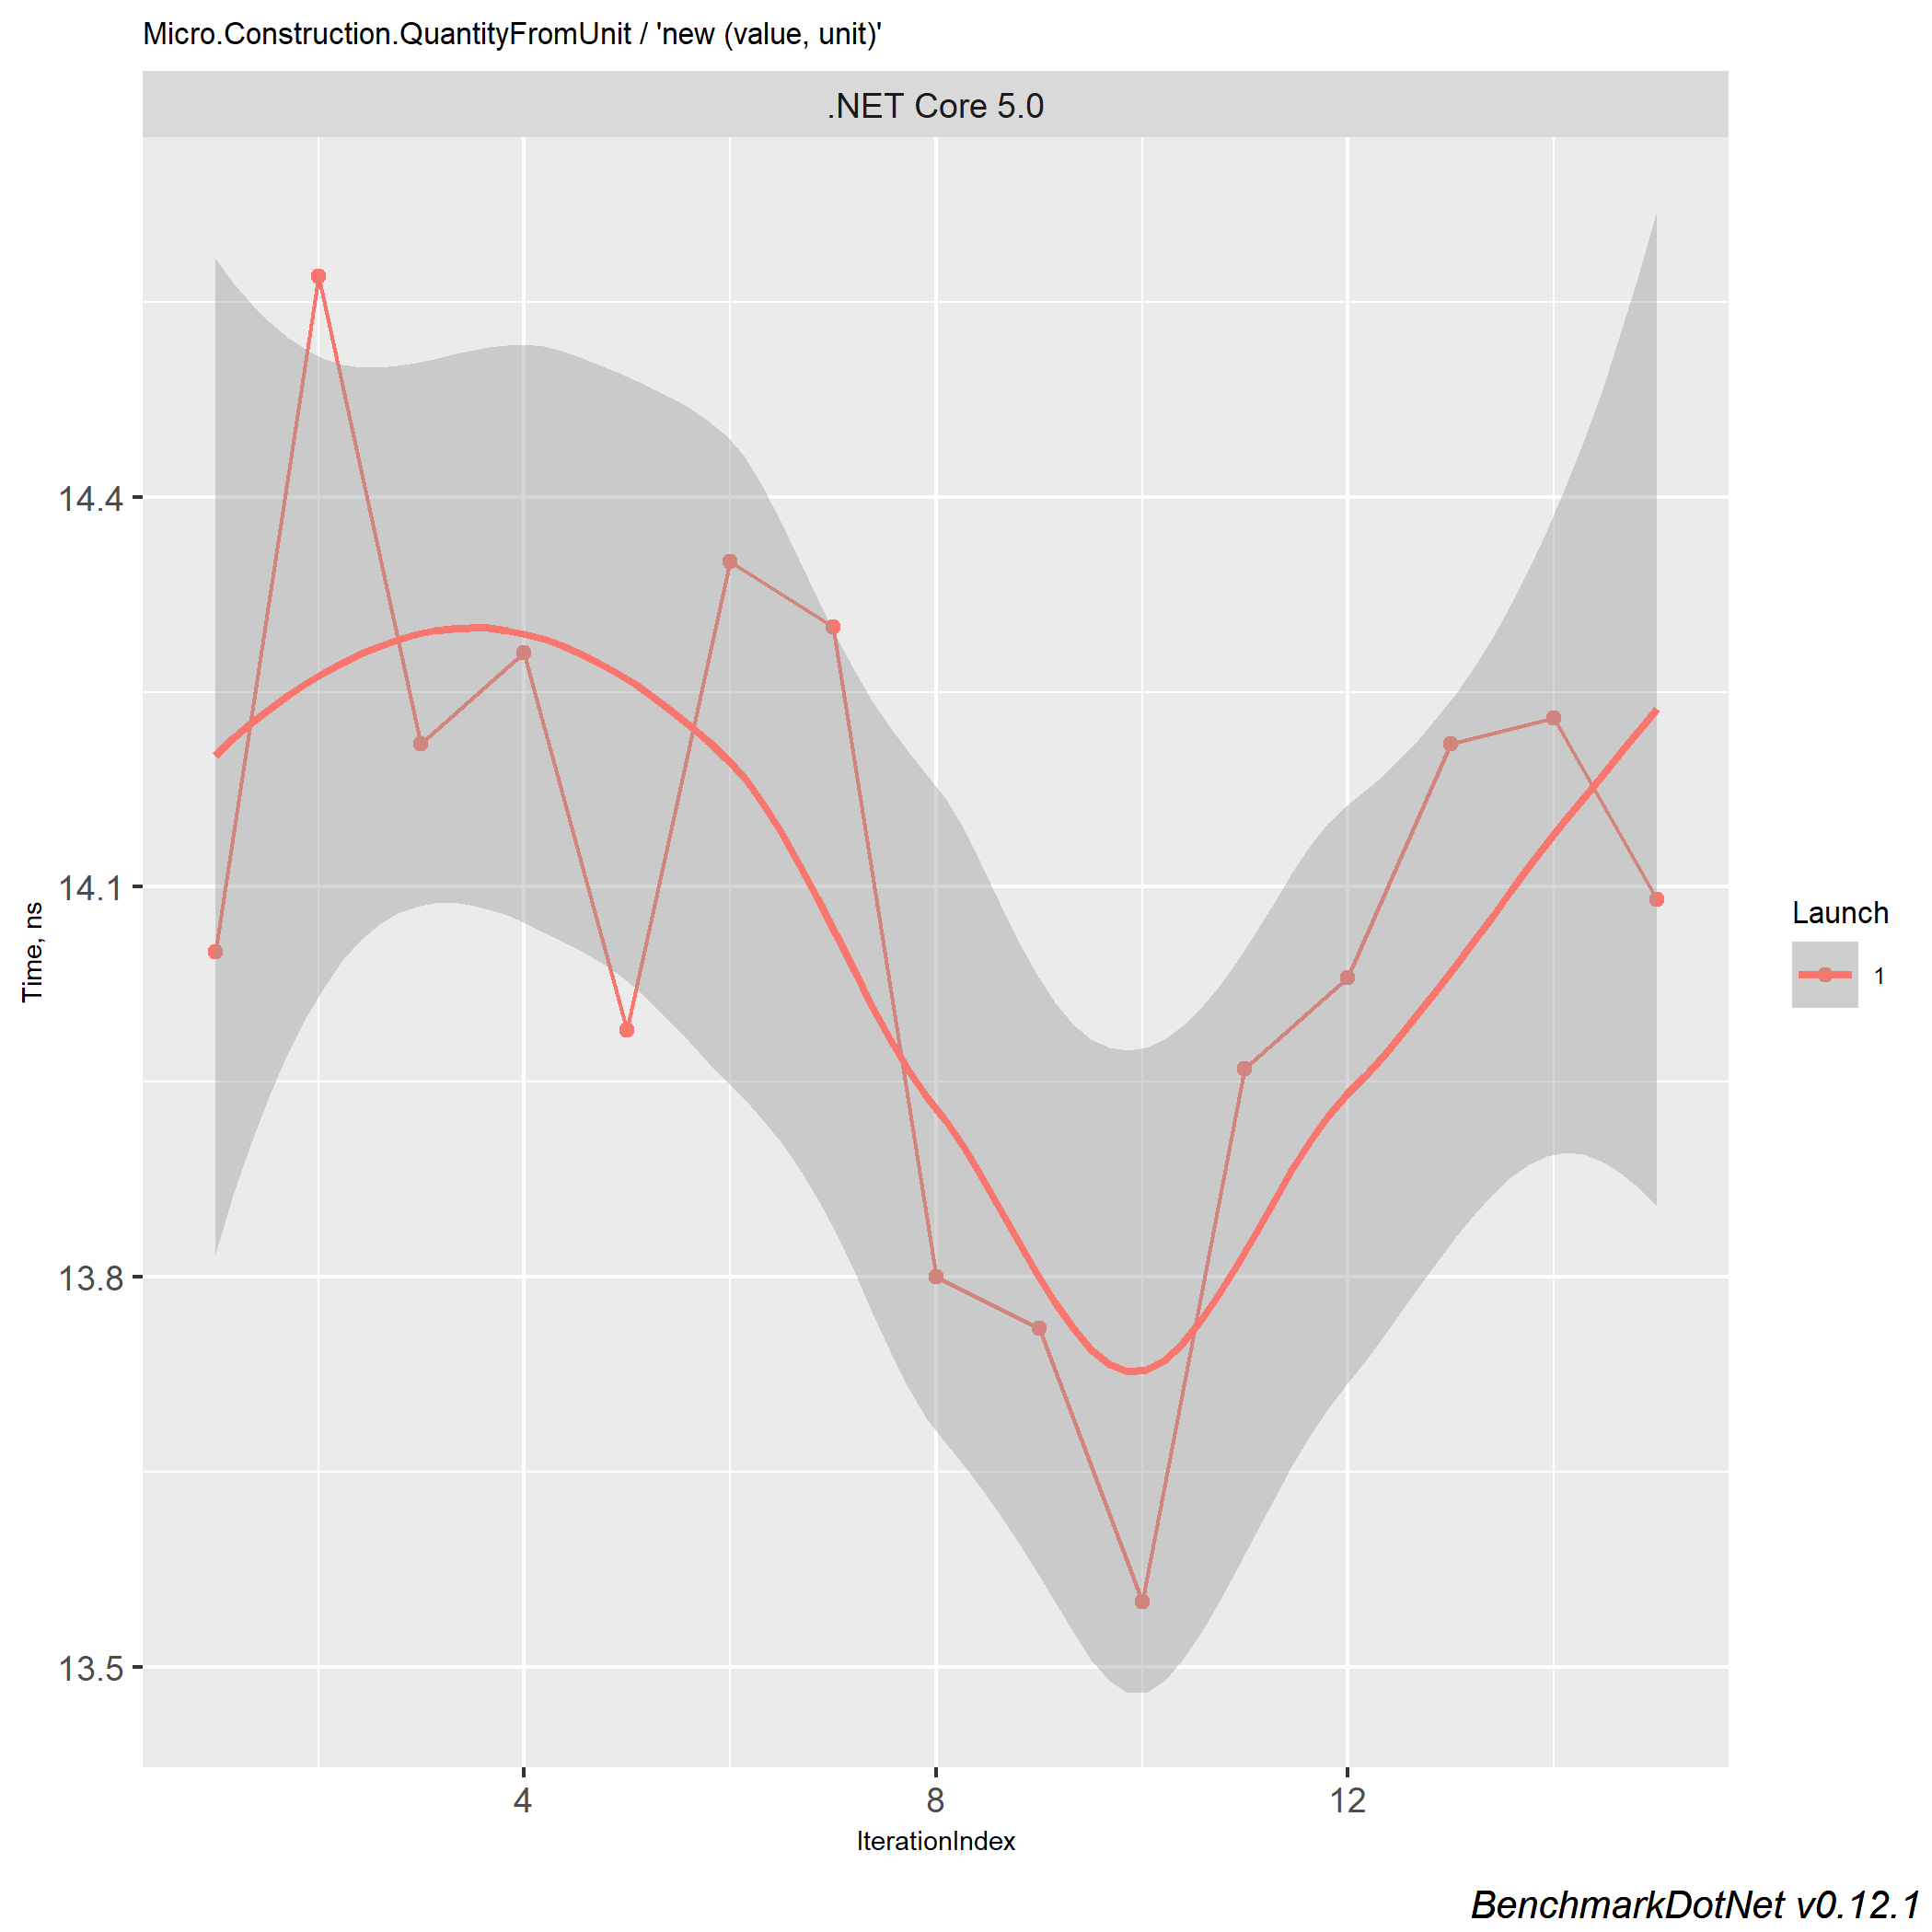 Micro.Construction.QuantityFromUnit / 'new (value, unit)'
.NET Core 5.0
14.4
14.1
13.8
13.5
Time, ns
4
8
12
IterationIndex
Launch
1
BenchmarkDotNet v0.12.1